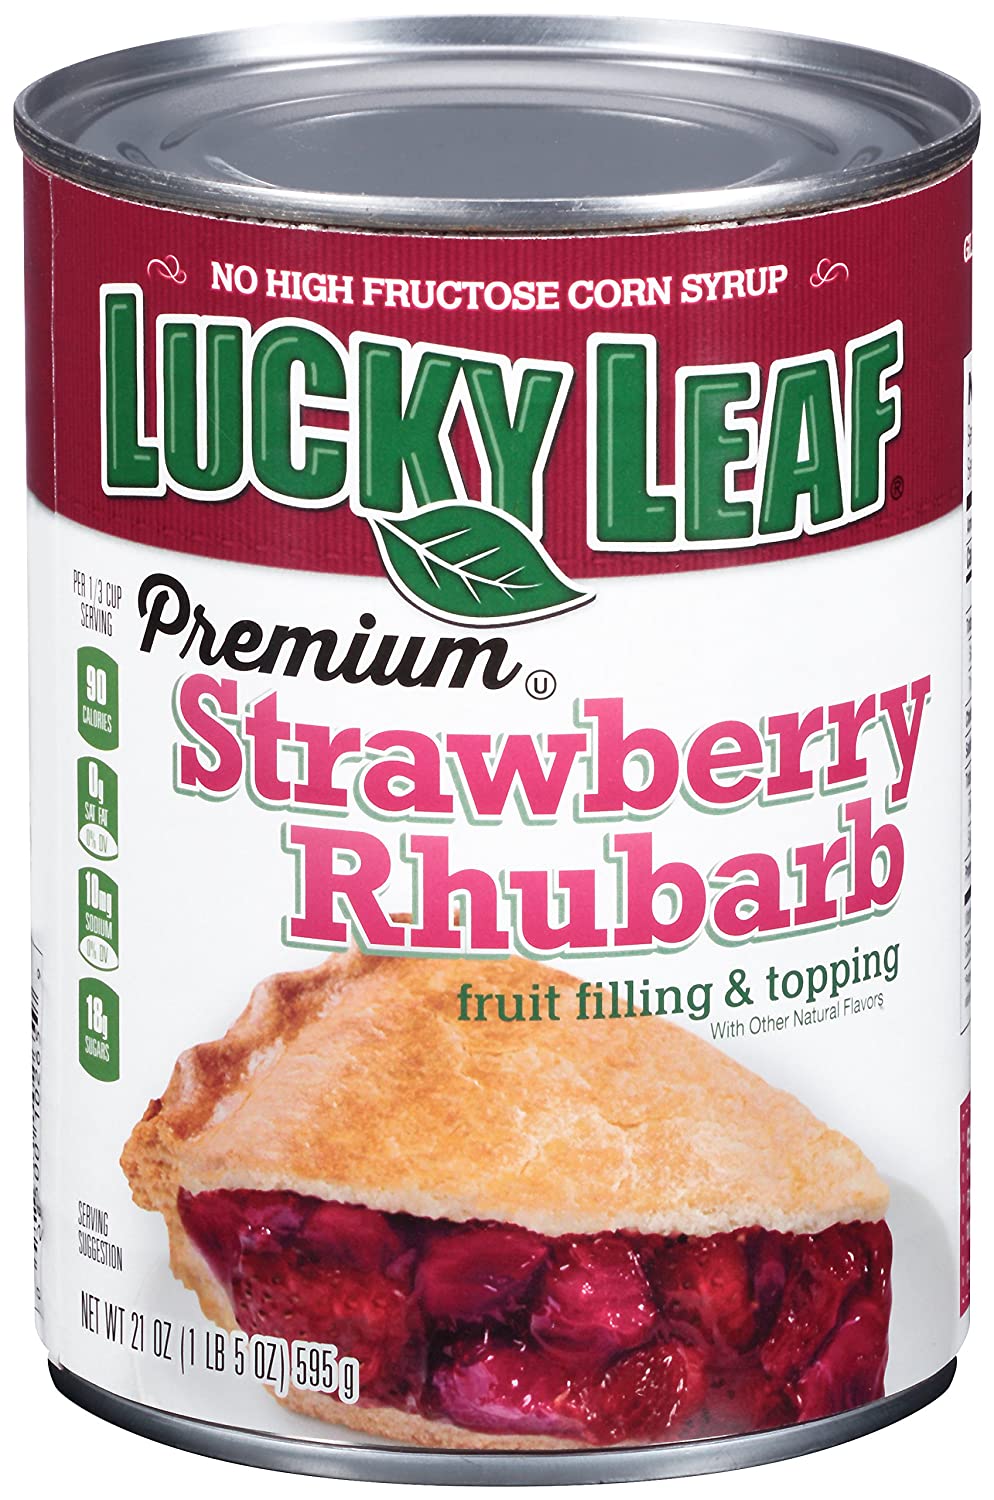 NO HIGH FRUCTOSE CORN SYRUP
LUCKY LEAF®
PER 1/3 CUP
SERVING
90
CALORIES
0g
SAT FAT
0% DV
10mg
SODIUM
0% DV
18g
SUGARS
Premium
U
Strawberry
Rhubarb
fruit filling & topping
With Other Natural Flavors
SERVING
SUGGESTION
NET WT 21 OZ (1 LB 5 OZ) 595 g